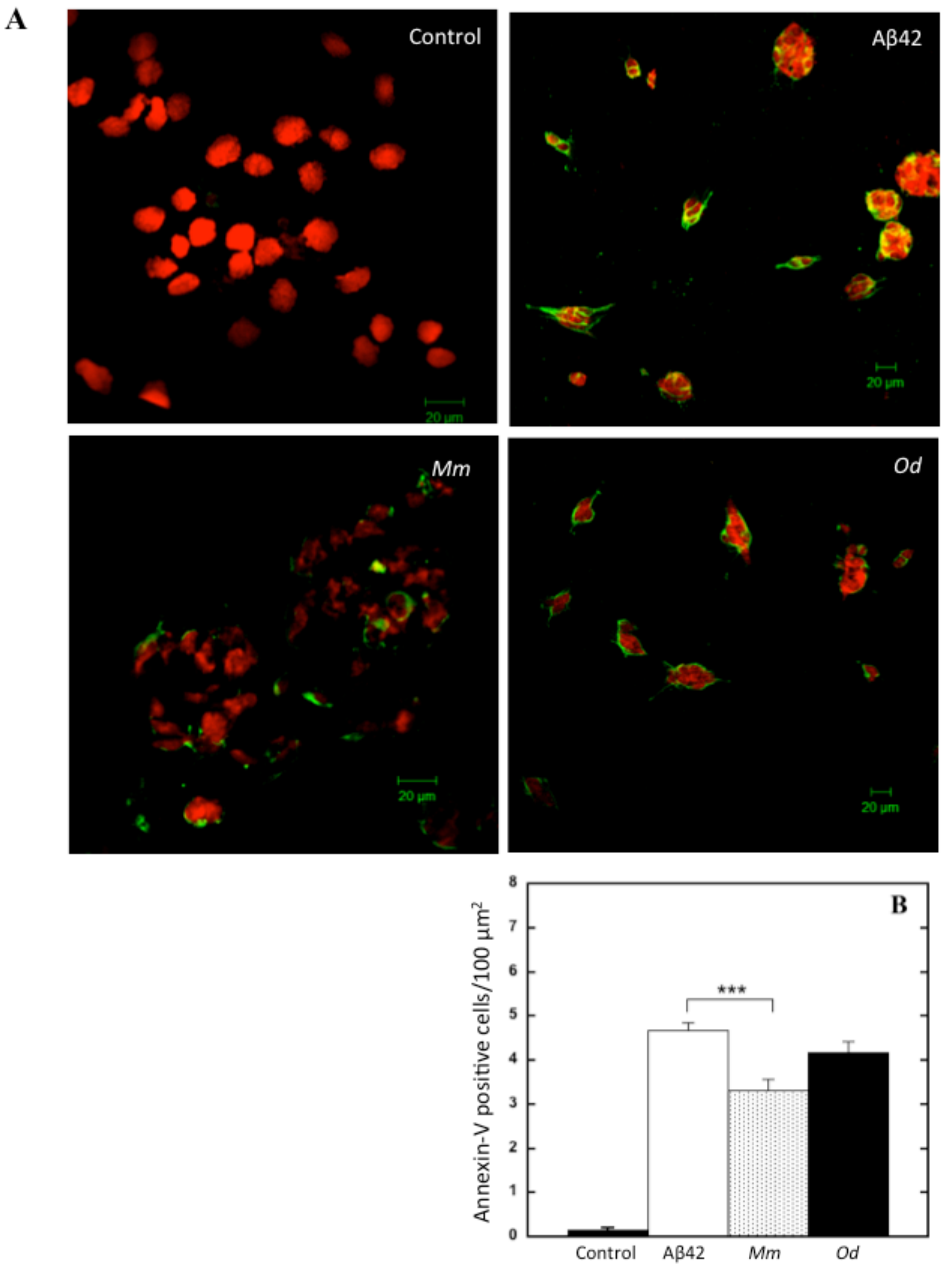 A
Control
Aβ42
20 µm
20 µm
Mm
Od
20 µm
20 µm
B
Annexin-V positive cells/100 µm²
8
7
6
5
4
3
2
1
0
***
Control Aβ42 Mm Od